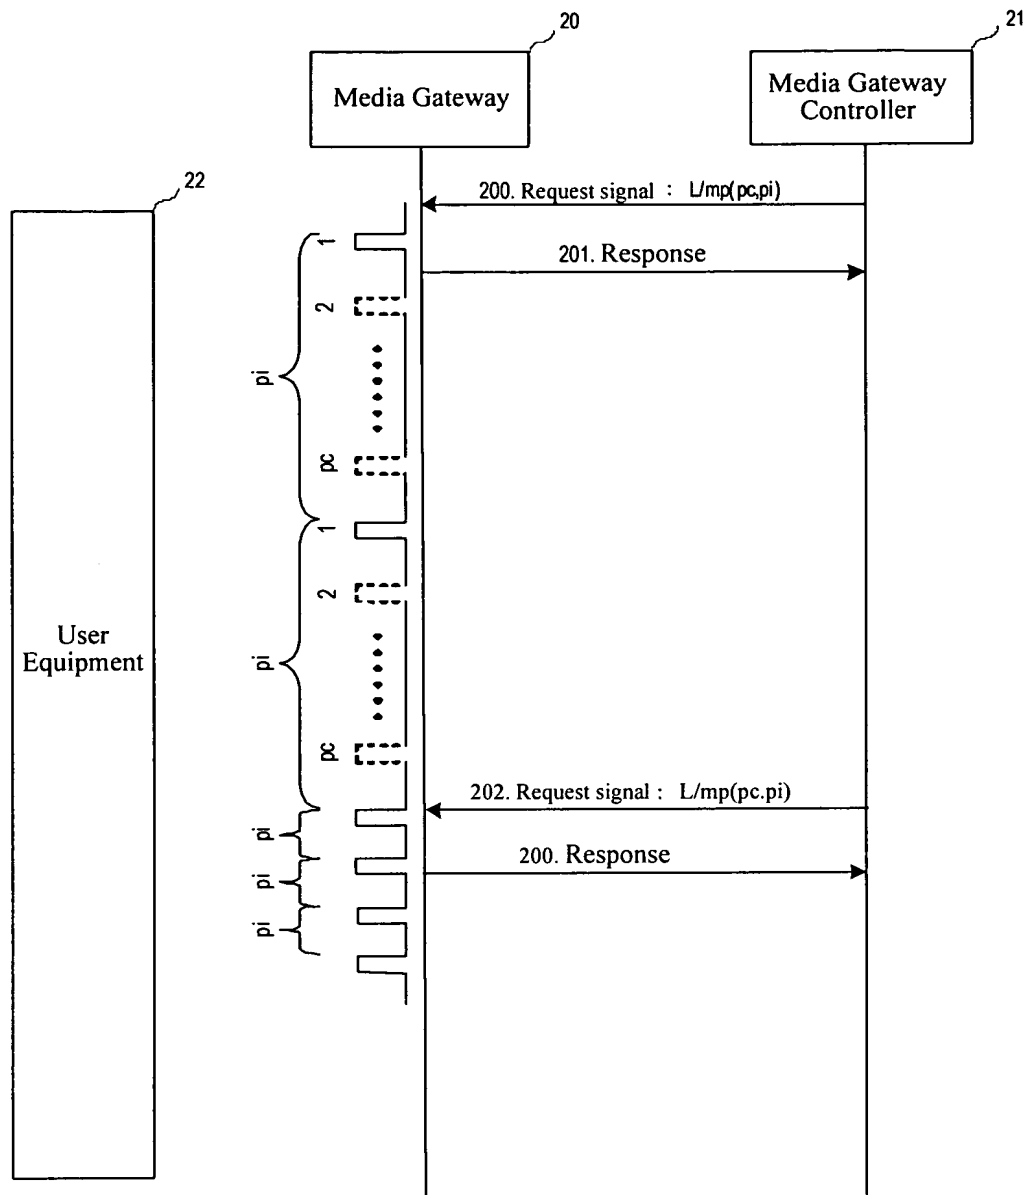 20
21
Media Gateway
Media Gateway
Controller
22
200. Request signal : L/mp(pc,pi)
1
201. Response
2
pi
pc
1
2
User
Equipment
pi
pc
202. Request signal : L/mp(pc.pi)
pi
200. Response
pi
pi